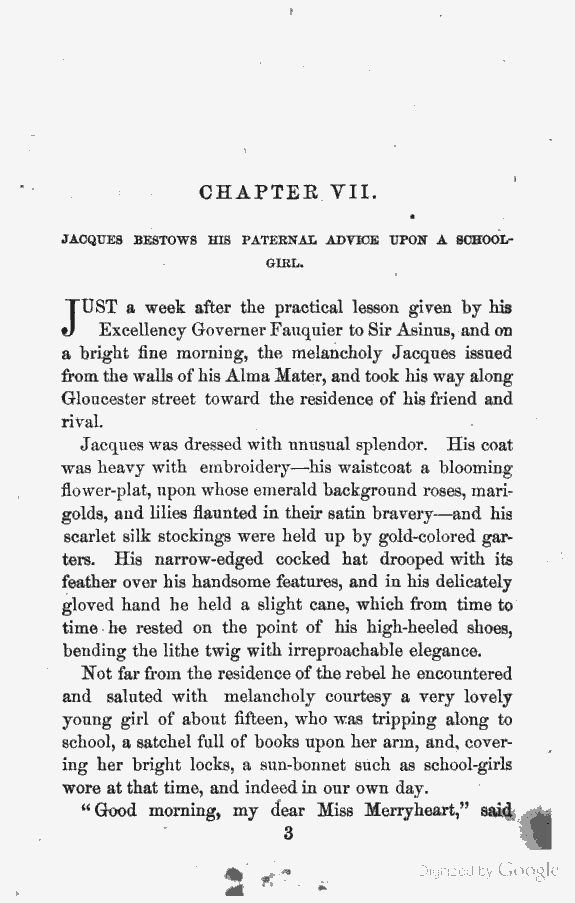 CHAPTER VII.
JACQUES BESTOWS HIS PATERNAL ADVICE UPON A SCHOOL-
GIRL.
JUST a week after the practical lesson given by his
Excellency Governer Fauquier to Sir Asinus, and on
a bright fine morning, the melancholy Jacques issued
from the walls of his Alma Mater, and took his way along
Gloucester street toward the residence of his friend and
rival.
Jacques was dressed with unusual splendor. His coat
was heavy with embroidery—his waistcoat a blooming
flower-plat, upon whose emerald background roses, mari-
golds, and lilies flaunted in their satin bravery—and his
scarlet silk stockings were held up by gold-colored gar-
ters. His narrow-edged cocked hat drooped with its
feather over his handsome features, and in his delicately
gloved hand he held a slight cane, which from time to
time he rested on the point of his high-heeled shoes,
bending the lithe twig with irreproachable elegance.
Not far from the residence of the rebel he encountered
and saluted with melancholy courtesy a very lovely
young girl of about fifteen, who was tripping along to
school, a satchel full of books upon her arm, and, cover-
ing her bright locks, a sun-bonnet such as school-girls
wore at that time, and indeed in our own day.
"Good morning, my dear Miss Merryheart," said
3
Digitized by Google